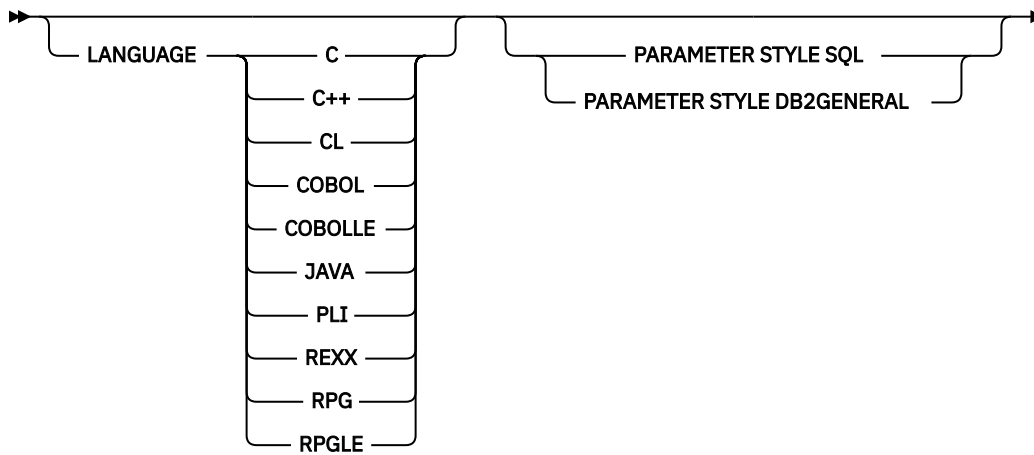 LANGUAGE C PARAMETER STYLE SQL
C++ PARAMETER STYLE DB2GENERAL
CL
COBOL
COBOLLE
JAVA
PLI
REXX
RPG
RPGLE